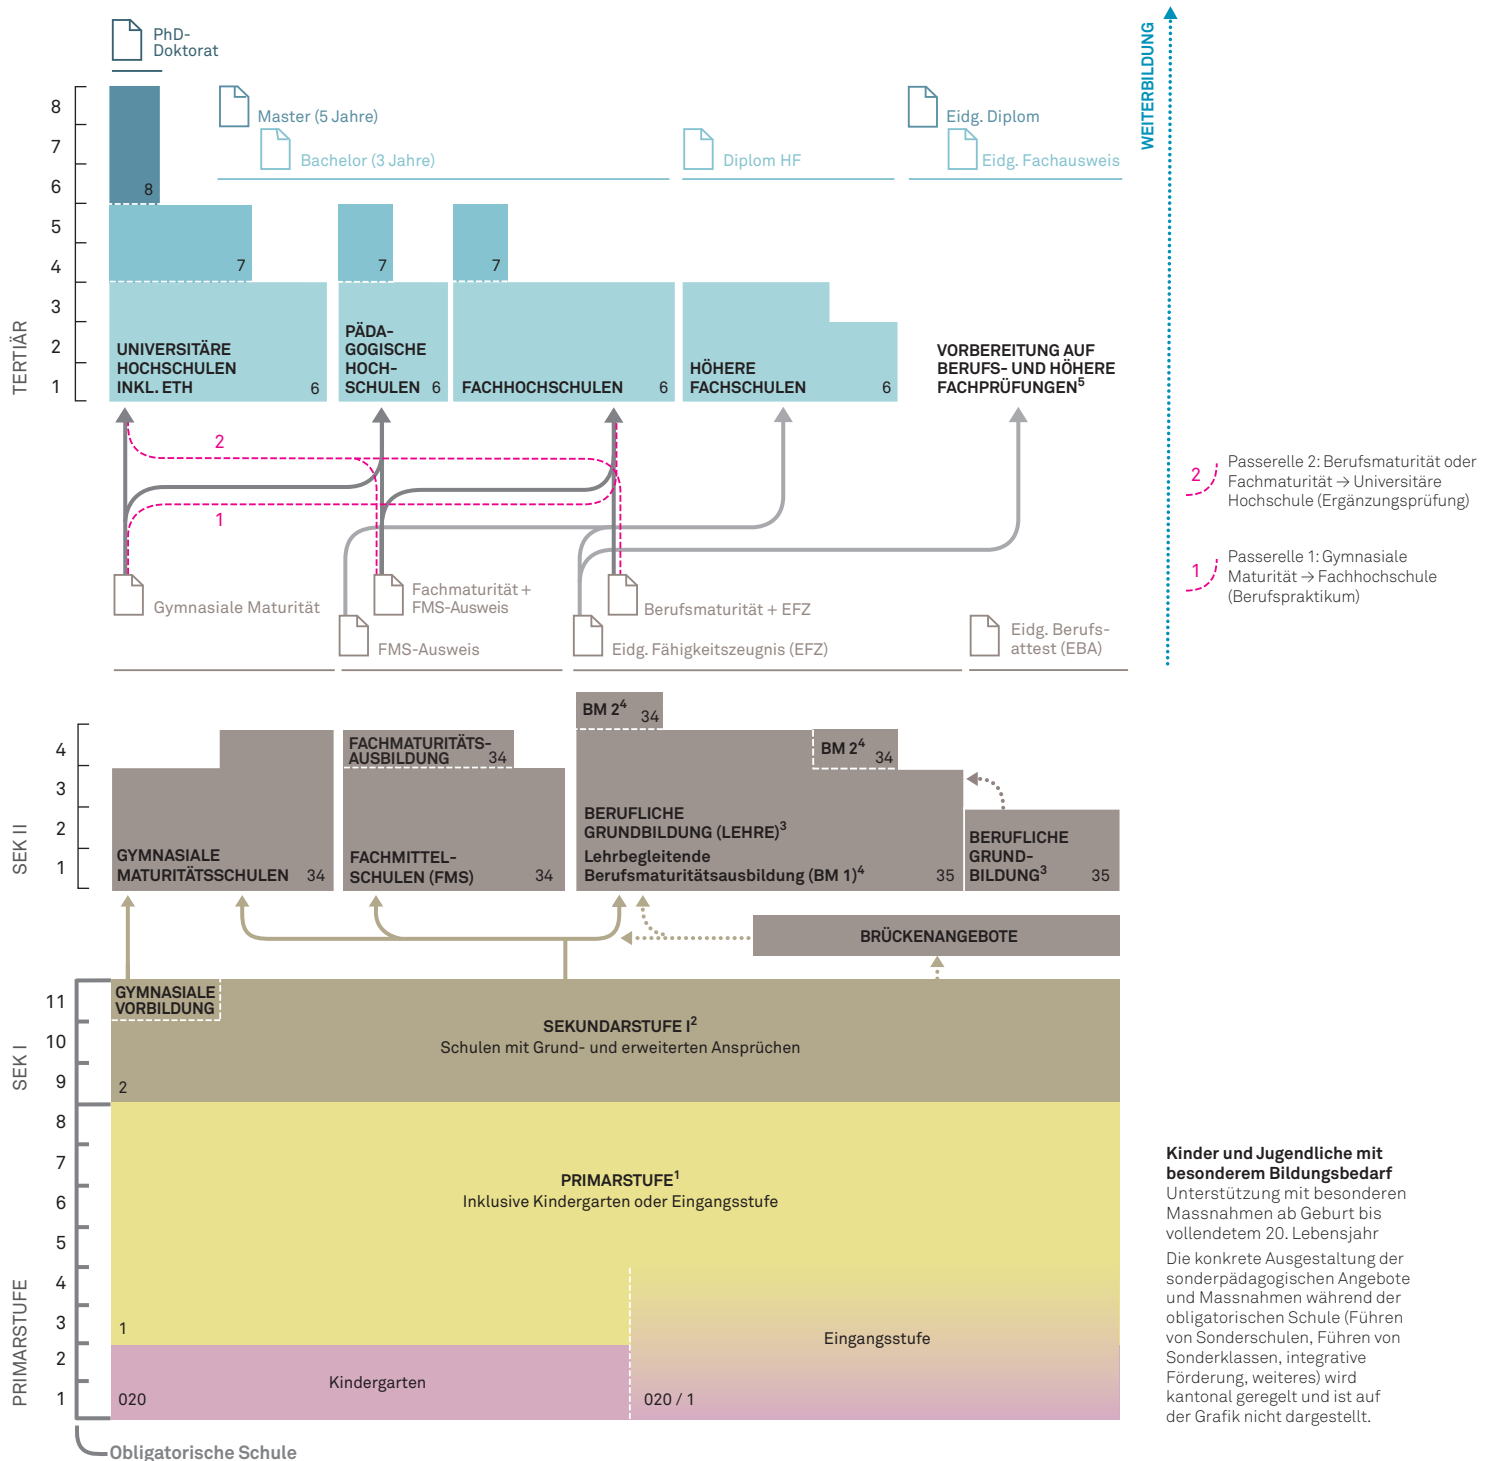 PhD-
Doktorat
WEITERBILDUNG
Master (5 Jahre)
Eidg. Diplom
Bachelor (3 Jahre)
Diplom HF
Eidg. Fachausweis
TERTIÄR
8
7
6
5
4
3
2
1
8
7
7
7
UNIVERSITÄRE
HOCHSCHULEN
INKL. ETH 6
PÄDA-
GOGISCHE
HOCH-
SCHULEN 6
FACHHOCHSCHULEN 6
HÖHERE
FACHSCHULEN 6
VORBEREITUNG AUF
BERUFS- UND HÖHERE
FACHPRÜFUNGEN5
2
1
2
Passerelle 2: Berufsmaturität oder
Fachmaturität → Universitäre
Hochschule (Ergänzungsprüfung)
1
Passerelle 1: Gymnasiale
Maturität → Fachhochschule
(Berufspraktikum)
Gymnasiale Maturität
Fachmaturität +
FMS-Ausweis
Berufsmaturität + EFZ
FMS-Ausweis
Eidg. Fähigkeitszeugnis (EFZ)
Eidg. Berufs-
attest (EBA)
SEK II
4
3
2
1
GYMNASIALE
MATURITÄTSSCHULEN 34
FACHMATURITÄTS-
AUSBILDUNG 34
FACHMITTEL-
SCHULEN (FMS) 34
BM 24 34
BM 24 34
BERUFLICHE
GRUNDBILDUNG (LEHRE)3
Lehrbegleitende
Berufsmaturitätsausbildung (BM 1)4 35
BERUFLICHE
GRUND-
BILDUNG3 35
BRÜCKENANGEBOTE
SEK I
11
10
9
GYMNASIALE
VORBILDUNG
SEKUNDARSTUFE I2
Schulen mit Grund- und erweiterten Ansprüchen
2
PRIMARSTUFE
8
7
6
5
4
3
2
1
PRIMARSTUFE1
Inklusive Kindergarten oder Eingangsstufe
1
Eingangsstufe
Kindergarten
020
020 / 1
Obligatorische Schule
Kinder und Jugendliche mit
besonderem Bildungsbedarf
Unterstützung mit besonderen
Massnahmen ab Geburt bis
vollendetem 20. Lebensjahr
Die konkrete Ausgestaltung der
sonderpädagogischen Angebote
und Massnahmen während der
obligatorischen Schule (Führen
von Sonderschulen, Führen von
Sonderklassen, integrative
Förderung, weiteres) wird
kantonal geregelt und ist auf
der Grafik nicht dargestellt.